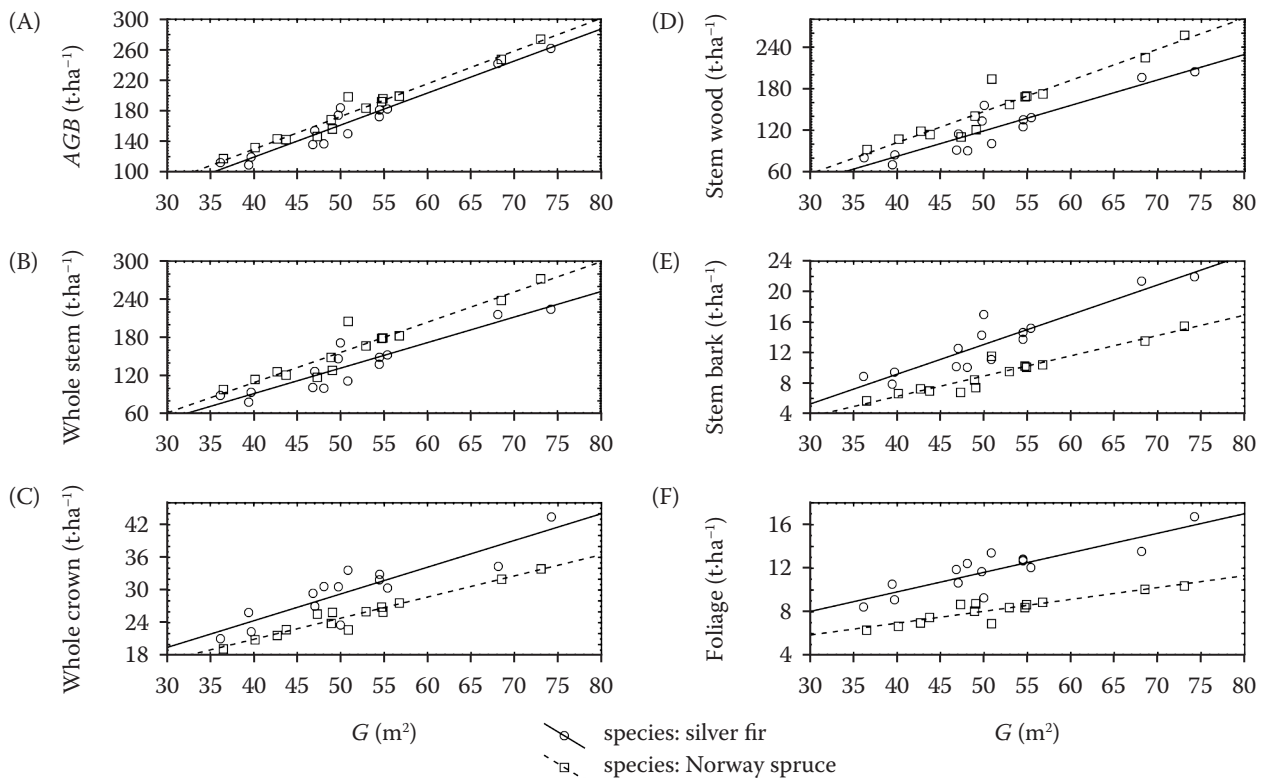 (A)
AGB (t·ha⁻¹)
300
260
220
180
140
100
30 35 40 45 50 55 60 65 70 75 80
(D)
Stem wood (t·ha⁻¹)
240
180
120
60
30 35 40 45 50 55 60 65 70 75 80
(B)
Whole stem (t·ha⁻¹)
300
240
180
120
60
30 35 40 45 50 55 60 65 70 75 80
(E)
Stem bark (t·ha⁻¹)
24
20
16
12
8
4
30 35 40 45 50 55 60 65 70 75 80
(C)
Whole crown (t·ha⁻¹)
42
36
30
24
18
30 35 40 45 50 55 60 65 70 75 80
G (m²)
(F)
Foliage (t·ha⁻¹)
16
12
8
4
30 35 40 45 50 55 60 65 70 75 80
G (m²)
species: silver fir
species: Norway spruce